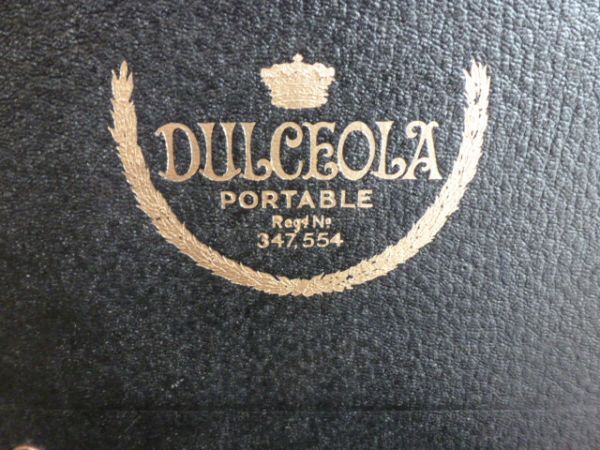 DULCEOLA
PORTABLE
Regd No
347,554